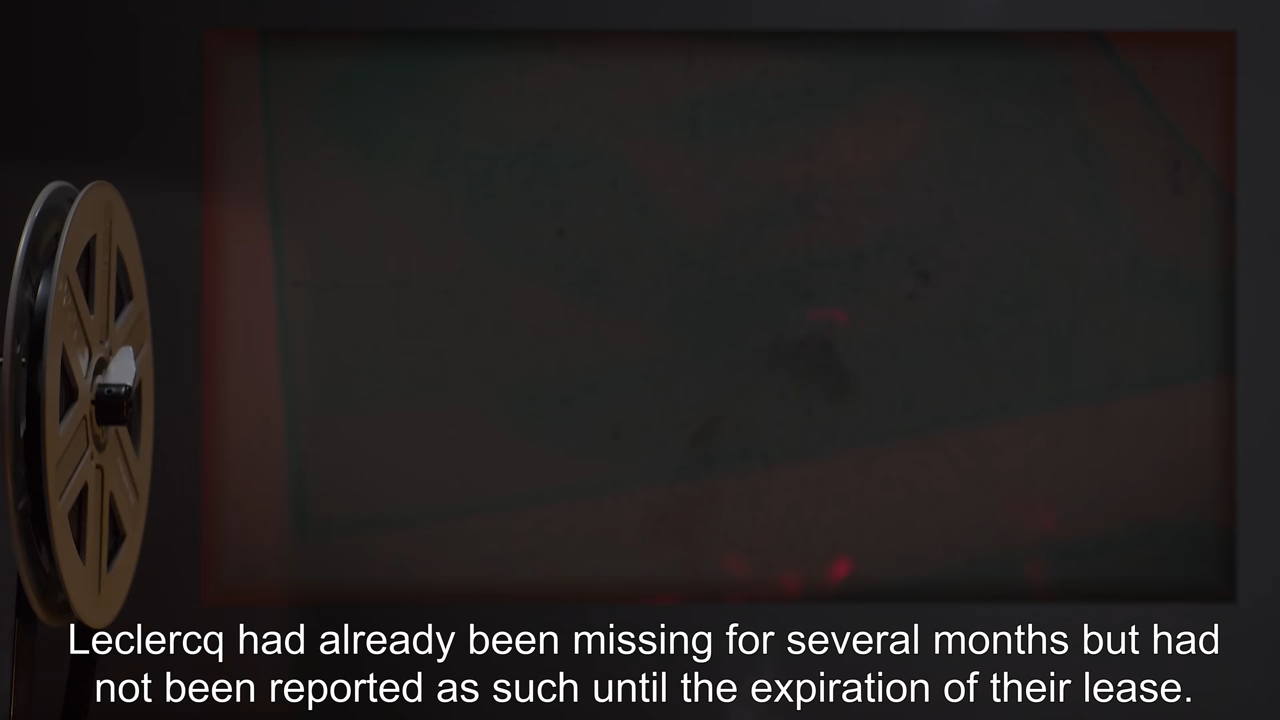 Leclercq had already been missing for several months but had
not been reported as such until the expiration of their lease.